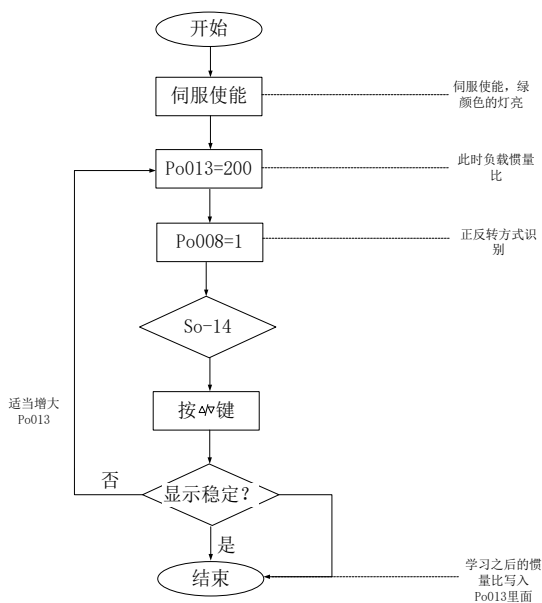 开始
伺服使能
伺服使能，绿
颜色的灯亮
Po013=200
此时负载惯量
比
Po008=1
正反转方式识
别
So-14
适当增大
Po013
按△/▽键
否
显示稳定？
是
结束
学习之后的惯
量比写入
Po013里面